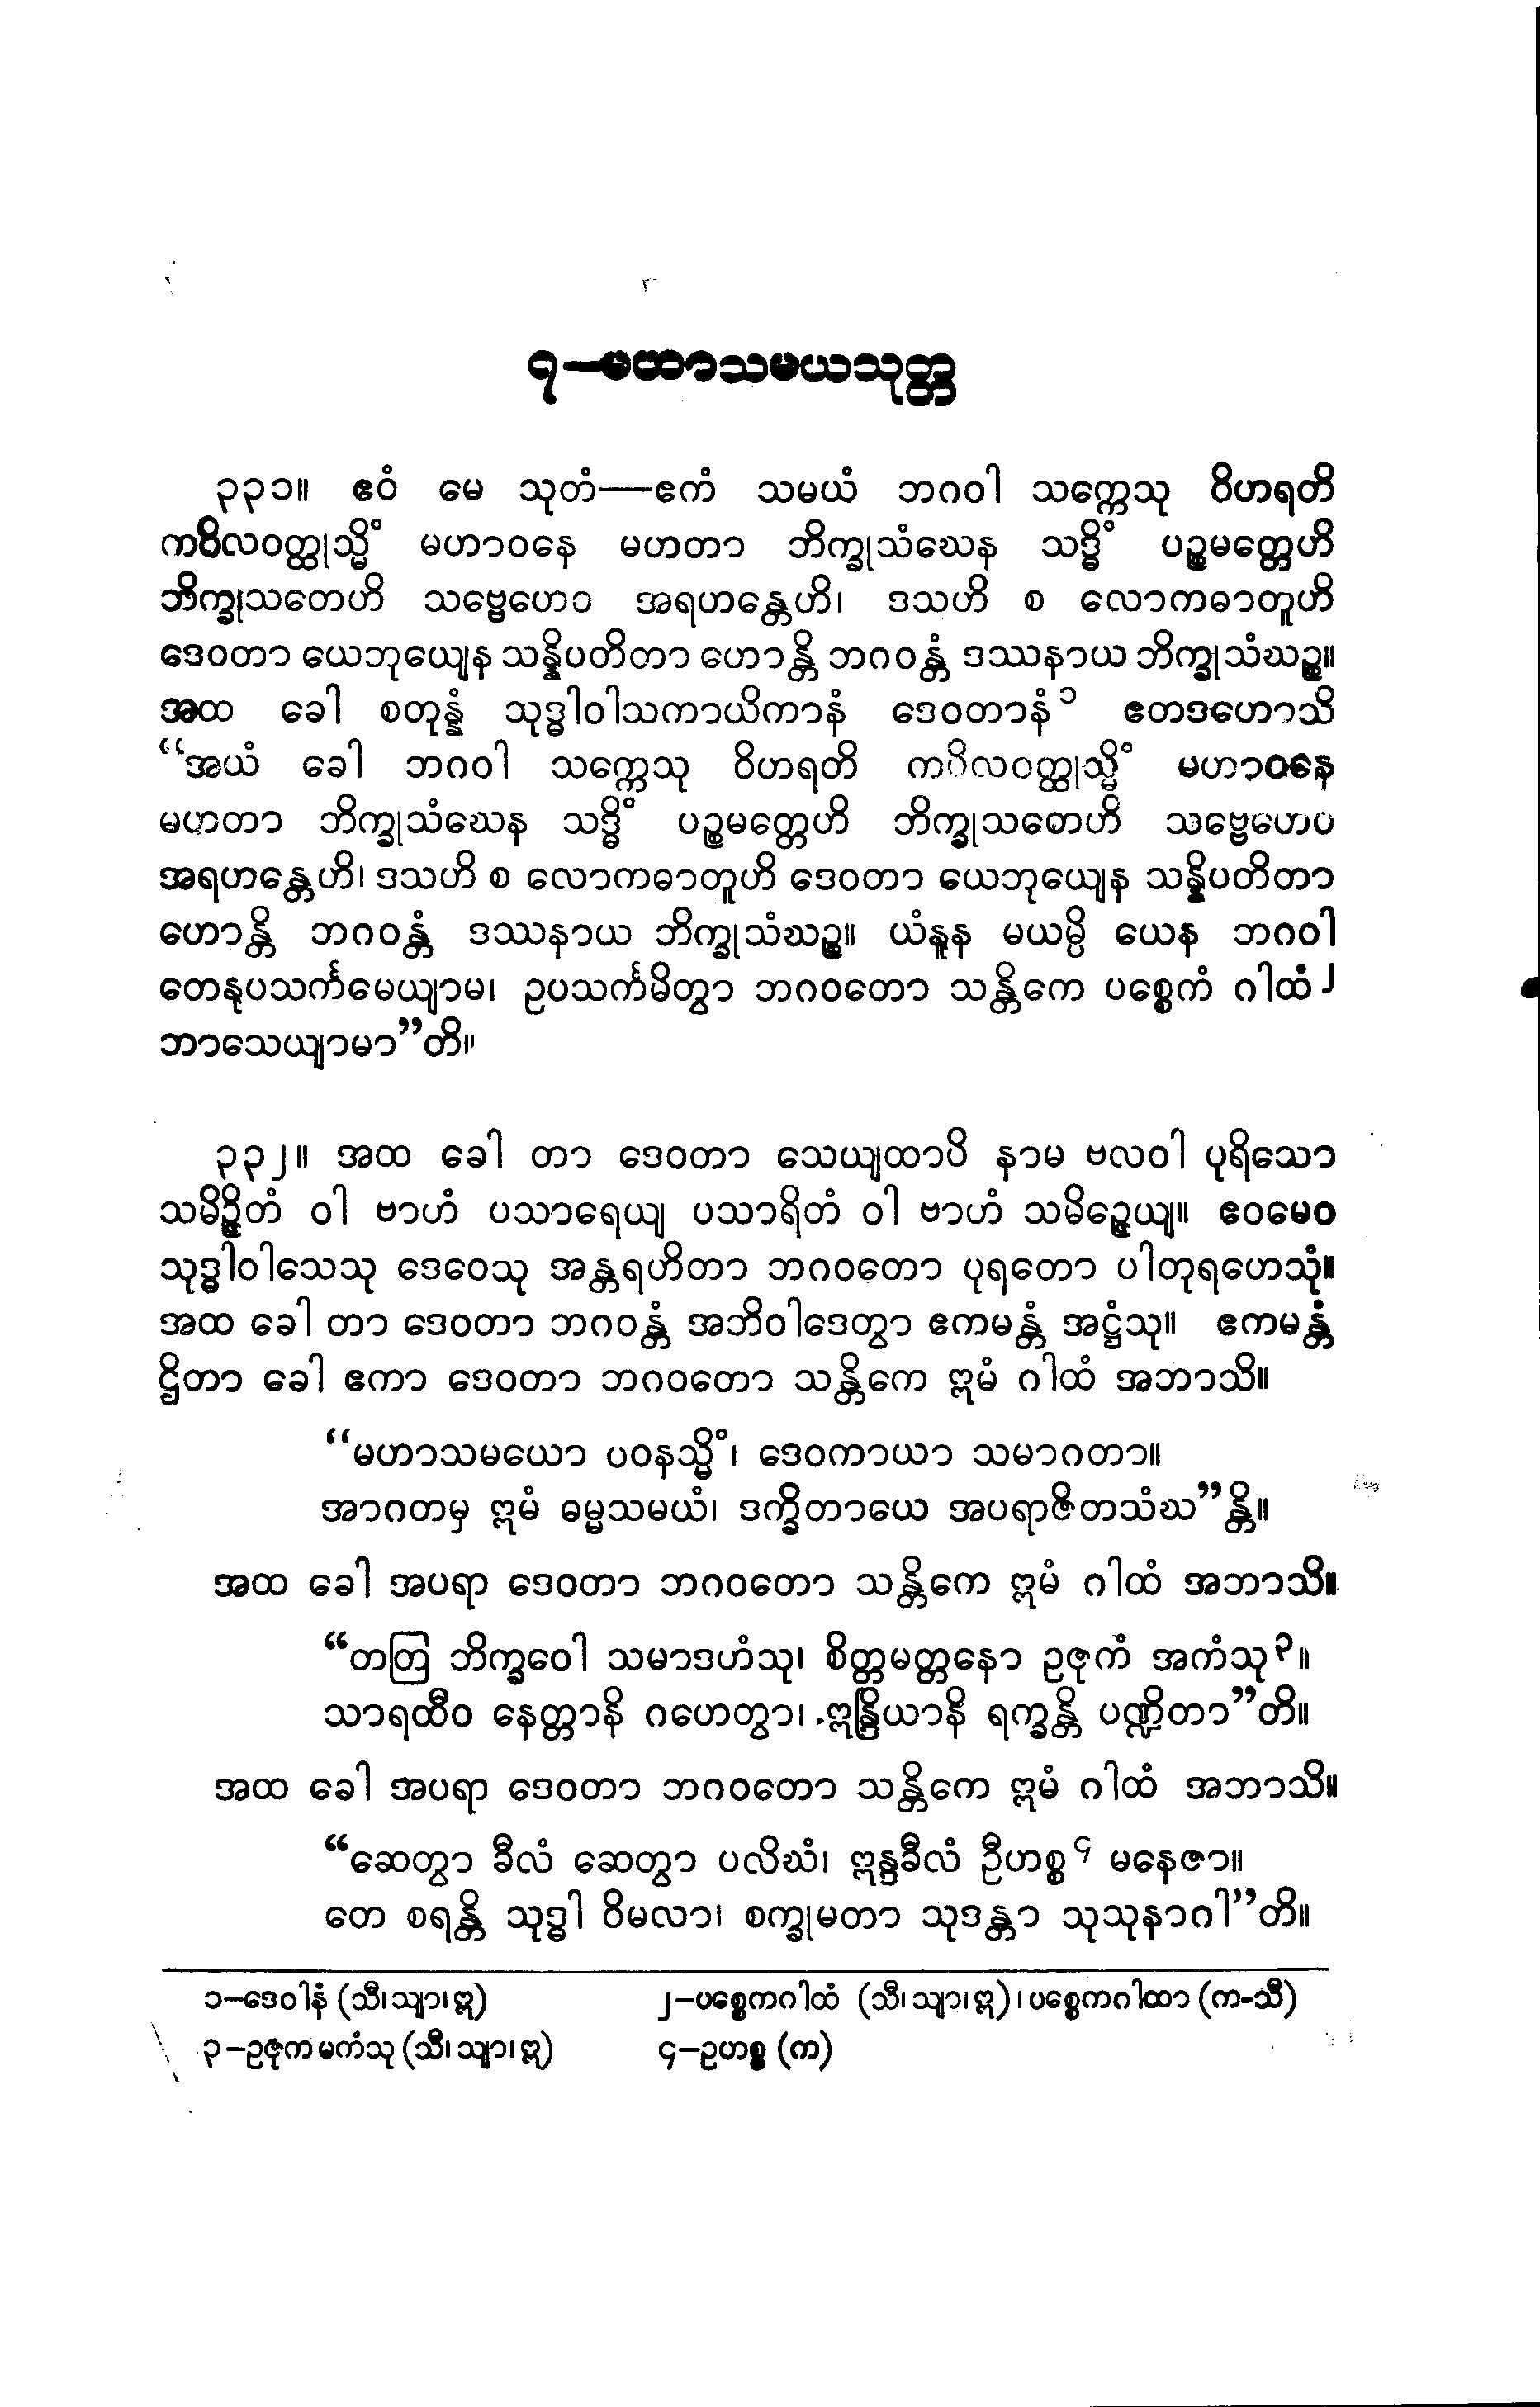 ၇—မဟာသမယသုတ္တ
၃၃၁။ ဧဝံ မေ သုတံ—ဧကံ သမယံ ဘဂဝါ သက္ကေသု ဝိဟရတိ
ကပိလဝတ္ထုသ္မိံ မဟာဝနေ မဟတာ ဘိက္ခုသံဃေန သဒ္ဓိံ ပဉ္စမတ္တေဟိ
ဘိက္ခုသတေဟိ သဗ္ဗေဟေဝ အရဟန္တေဟိ၊ ဒသဟိ စ လောကဓာတူဟိ
ဒေဝတာ ယေဘုယျေန သန္နိပတိတာ ဟောန္တိ ဘဂဝန္တံ ဒဿနာယ ဘိက္ခုသံဃဉ္စ။
အထ ခေါ စတုန္နံ သုဒ္ဓါဝါသကာယိကာနံ ဒေဝတာနံ၁ ဧတဒဟောသိ
“အယံ ခေါ ဘဂဝါ သက္ကေသု ဝိဟရတိ ကပိလဝတ္ထုသ္မိံ မဟာဝနေ
မဟတာ ဘိက္ခုသံဃေန သဒ္ဓိံ ပဉ္စမတ္တေဟိ ဘိက္ခုသတေဟိ သဗ္ဗေဟေဝ
အရဟန္တေဟိ၊ ဒသဟိ စ လောကဓာတူဟိ ဒေဝတာ ယေဘုယျေန သန္နိပတိတာ
ဟောန္တိ ဘဂဝန္တံ ဒဿနာယ ဘိက္ခုသံဃဉ္စ။ ယံနူန မယမ္ပိ ယေန ဘဂဝါ
တေနုပသင်္ကမေယျာမ၊ ဥပသင်္ကမိတွာ ဘဂဝတော သန္တိကေ ပစ္စေကံ ဂါထံ၂
ဘာသေယျာမာ”တိ။
၃၃၂။ အထ ခေါ တာ ဒေဝတာ သေယျထာပိ နာမ ဗလဝါ ပုရိသော
သမိဉ္ဇိတံ ဝါ ဗာဟံ ပသာရေယျ ပသာရိတံ ဝါ ဗာဟံ သမိဉ္ဇေယျ။ ဧဝမေဝ
သုဒ္ဓါဝါသေသု ဒေဝေသု အန္တရဟိတာ ဘဂဝတော ပုရတော ပါတုရဟေသုံ။
အထ ခေါ တာ ဒေဝတာ ဘဂဝန္တံ အဘိဝါဒေတွာ ဧကမန္တံ အဋ္ဌံသု။ ဧကမန္တံ
ဌိတာ ခေါ ဧကာ ဒေဝတာ ဘဂဝတော သန္တိကေ ဣမံ ဂါထံ အဘာသိ။
“မဟာသမယော ပဝနသ္မိံ၊ ဒေဝကာယာ သမာဂတာ။
အာဂတမှ ဣမံ ဓမ္မသမယံ၊ ဒက္ခိတာယေ အပရာဇိတသံဃ”န္တိ။
အထ ခေါ အပရာ ဒေဝတာ ဘဂဝတော သန္တိကေ ဣမံ ဂါထံ အဘာသိ။
“တတြ ဘိက္ခဝေါ သမာဒဟံသု၊ စိတ္တမတ္တနော ဥဇုကံ အကံသု၃။
သာရထီဝ နေတ္တာနိ ဂဟေတွာ၊ ဣန္ဒြိယာနိ ရက္ခန္တိ ပဏ္ဍိတာ”တိ။
အထ ခေါ အပရာ ဒေဝတာ ဘဂဝတော သန္တိကေ ဣမံ ဂါထံ အဘာသိ။
“ဆေတွာ ခီလံ ဆေတွာ ပလိဃံ၊ ဣန္ဒခီလံ ဦဟစ္စ၄ မနေဇာ။
တေ စရန္တိ သုဒ္ဓါ ဝိမလာ၊ စက္ခုမတာ သုဒန္တာ သုသုနာဂါ”တိ။
၁–ဒေဝါနံ (သီ၊ သျာ၊ ဣ) ၂–ပစ္စေကဂါထံ (သီ၊ သျာ၊ ဣ)၊ ပစ္စေကဂါထာ (က-သီ)
၃–ဥဇုကမကံသု (သီ၊ သျာ၊ ဣ) ၄–ဥဟစ္စ (က)